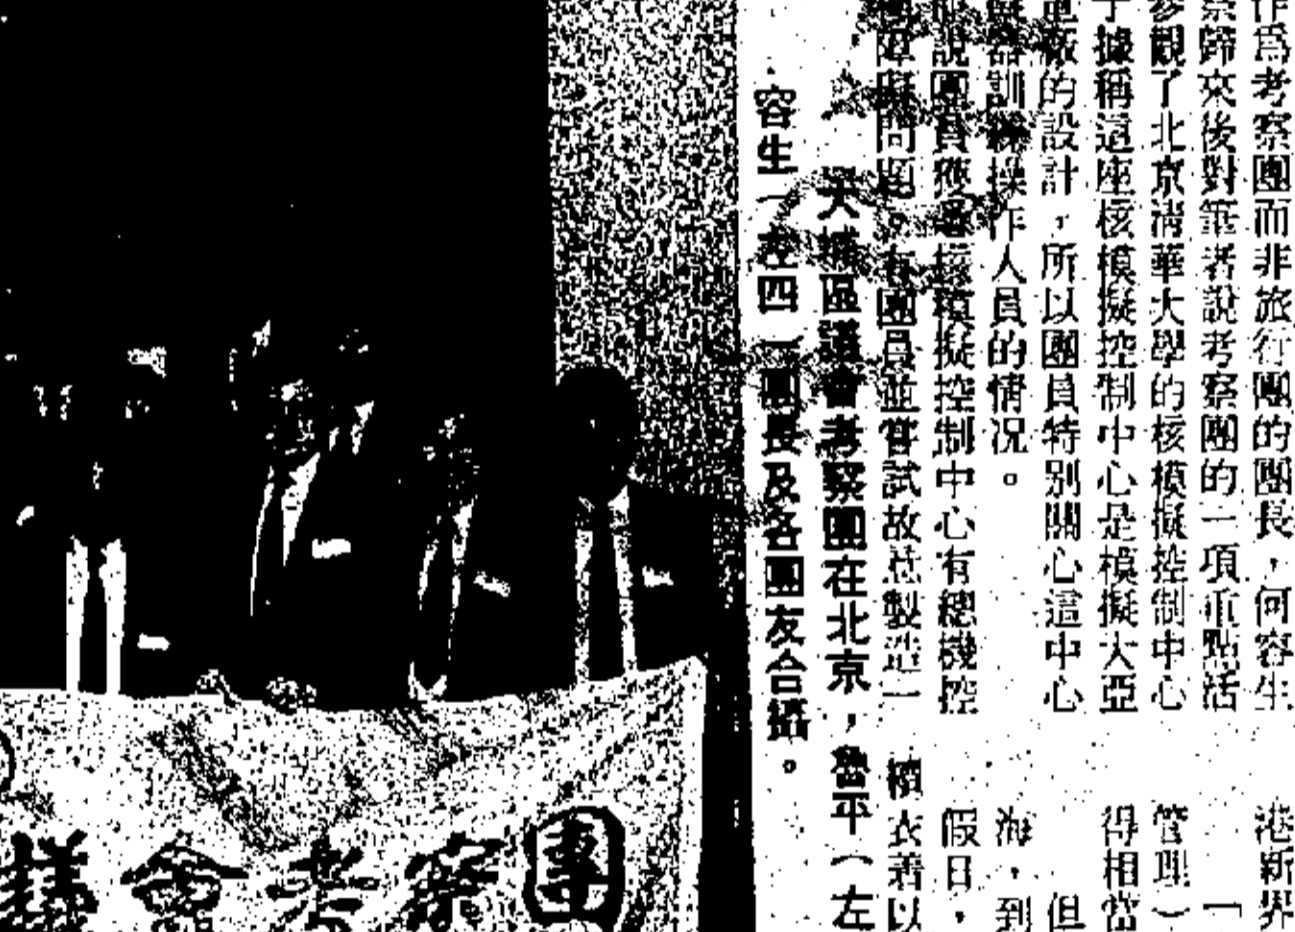 作為考察團而非旅行團的團長，何容生
察歸來後對筆者說考察團的一項重點活
參觀了北京清華大學的核模擬控制中心
據稱這座核模擬控制中心是模擬大亞
電廠的設計，所以團員特別關心這中心
器訓練操作人員的情況。
說團員獲 模擬控制中心有總機控
障礙問題 有團員並嘗試故意製造一
區議會考察團在北京，魯平（左
容生（左四）團長及各團友合攝。
港新界
「
管理）
得相當
但
海，到
假日，
衣著以
議會考察團